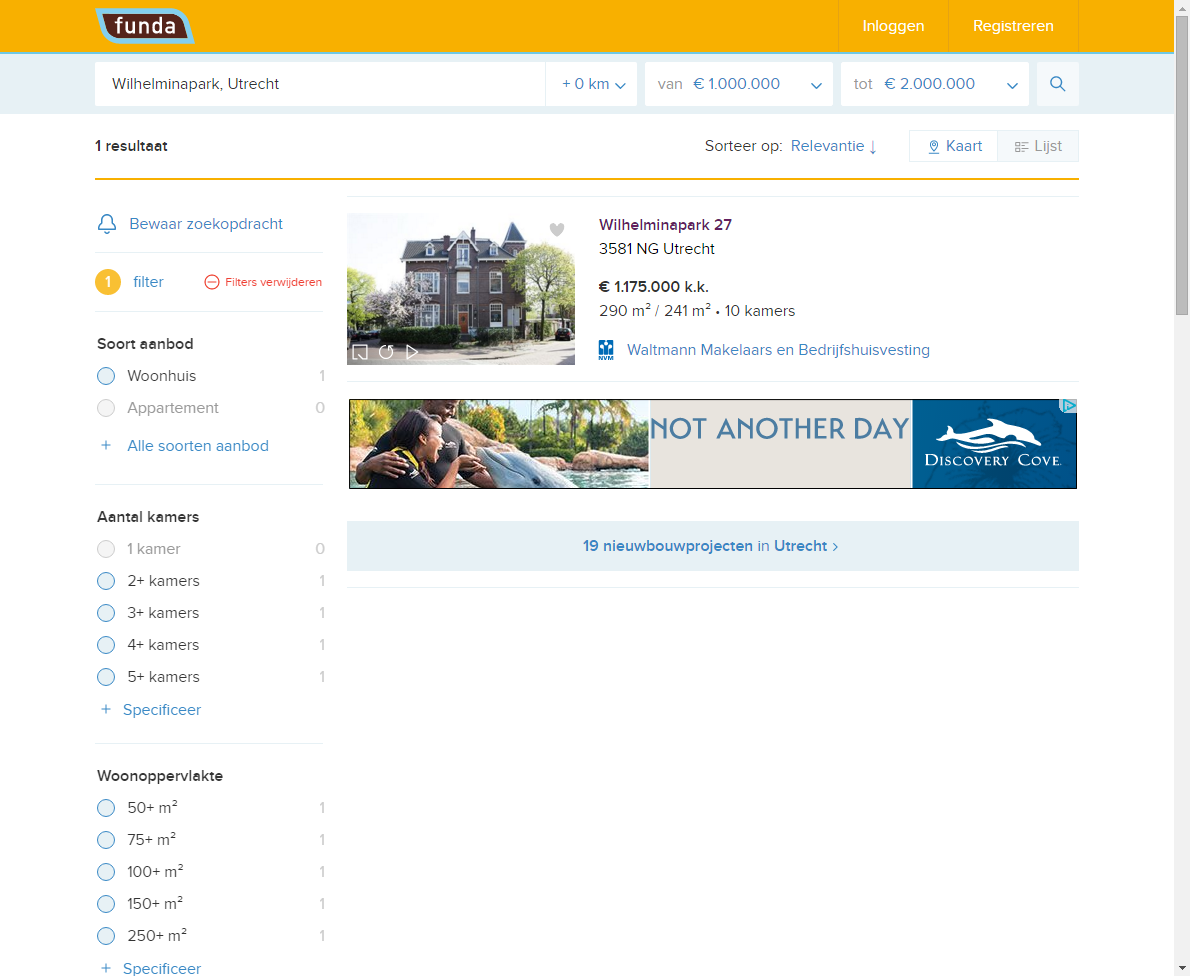 funda
Inloggen
Registreren
Wilhelminapark, Utrecht
+ 0 km
van € 1.000.000
tot € 2.000.000
1 resultaat
Sorteer op: Relevantie ↓
Kaart
Lijst
Bewaar zoekopdracht
1 filter
Filters verwijderen
Soort aanbod
Woonhuis 1
Appartement 0
+ Alle soorten aanbod
Aantal kamers
1 kamer 0
2+ kamers 1
3+ kamers 1
4+ kamers 1
5+ kamers 1
+ Specificeer
Woonoppervlakte
50+ m² 1
75+ m² 1
100+ m² 1
150+ m² 1
250+ m² 1
+ Specificeer
Wilhelminapark 27
3581 NG Utrecht
€ 1.175.000 k.k.
290 m² / 241 m² • 10 kamers
NVM
Waltmann Makelaars en Bedrijfshuisvesting
NOT ANOTHER DAY
DISCOVERY COVE
19 nieuwbouwprojecten in Utrecht ›